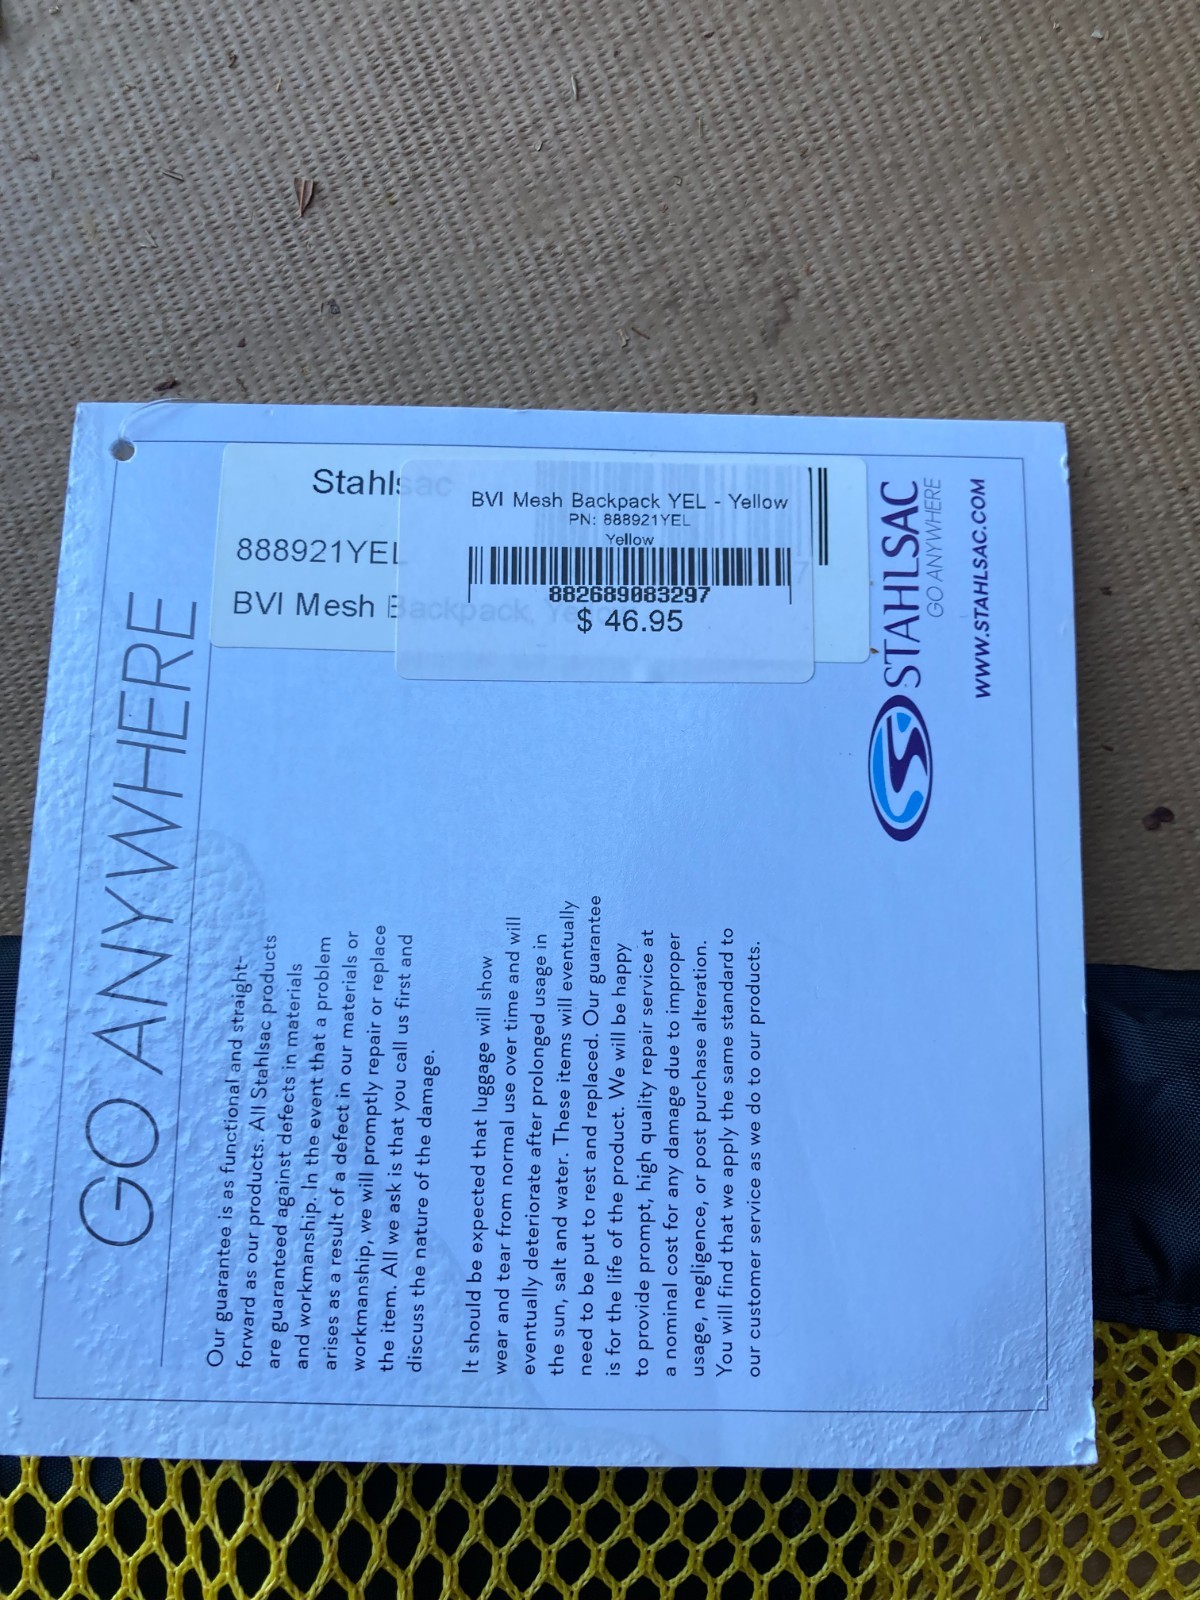 Stahlsac
888921YEL
BVI Mesh Backpack, Yellow
BVI Mesh Backpack YEL - Yellow
PN: 888921YEL
Yellow
882689083297
$ 46.95
GO ANYWHERE
Our guarantee is as functional and straight-
forward as our products. All Stahlsac products
are guaranteed against defects in materials
and workmanship. In the event that a problem
arises as a result of a defect in our materials or
workmanship, we will promptly repair or replace
the item. All we ask is that you call us first and
discuss the nature of the damage.
It should be expected that luggage will show
wear and tear from normal use over time and will
eventually deteriorate after prolonged usage in
the sun, salt and water. These items will eventually
need to be put to rest and replaced. Our guarantee
is for the life of the product. We will be happy
to provide prompt, high quality repair service at
a nominal cost for any damage due to improper
usage, negligence, or post purchase alteration.
You will find that we apply the same standard to
our customer service as we do to our products.
STAHLSAC
GO ANYWHERE
WWW.STAHLSAC.COM